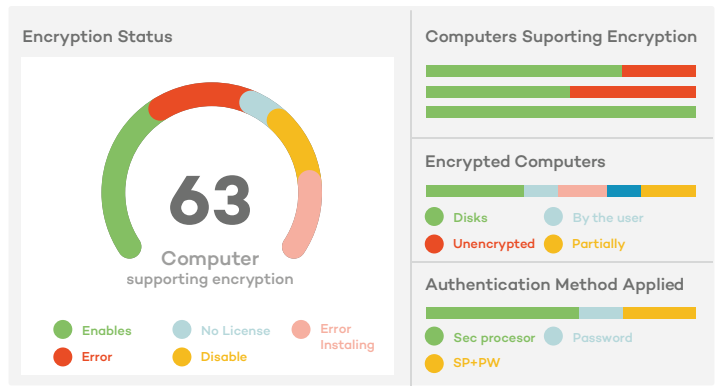 Encryption Status
63
Computer
supporting encryption
Enables
No License
Error
Instaling
Error
Disable
Computers Suporting Encryption
Encrypted Computers
Disks
By the user
Unencrypted
Partially
Authentication Method Applied
Sec procesor
Password
SP+PW